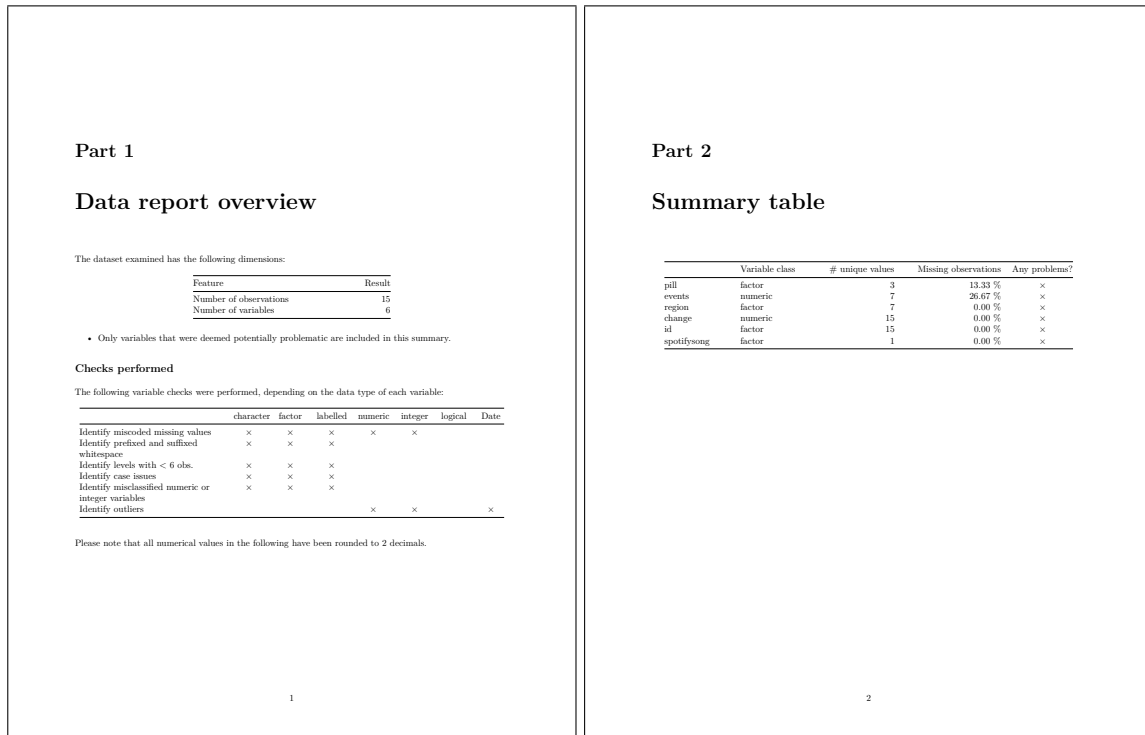 Part 1
Data report overview
The dataset examined has the following dimensions:
Feature Result
Number of observations 15
Number of variables 6
• Only variables that were deemed potentially problematic are included in this summary.
Checks performed
The following variable checks were performed, depending on the data type of each variable:
character factor labelled numeric integer logical Date
Identify miscoded missing values × × × × ×
Identify prefixed and suffixed × × ×
whitespace
Identify levels with < 6 obs. × × ×
Identify case issues × × ×
Identify misclassified numeric or × × ×
integer variables
Identify outliers × × ×
Please note that all numerical values in the following have been rounded to 2 decimals.
1
Part 2
Summary table
Variable class # unique values Missing observations Any problems?
pill factor 3 13.33 % ×
events numeric 7 26.67 % ×
region factor 7 0.00 % ×
change numeric 15 0.00 % ×
id factor 15 0.00 % ×
spotifysong factor 1 0.00 % ×
2